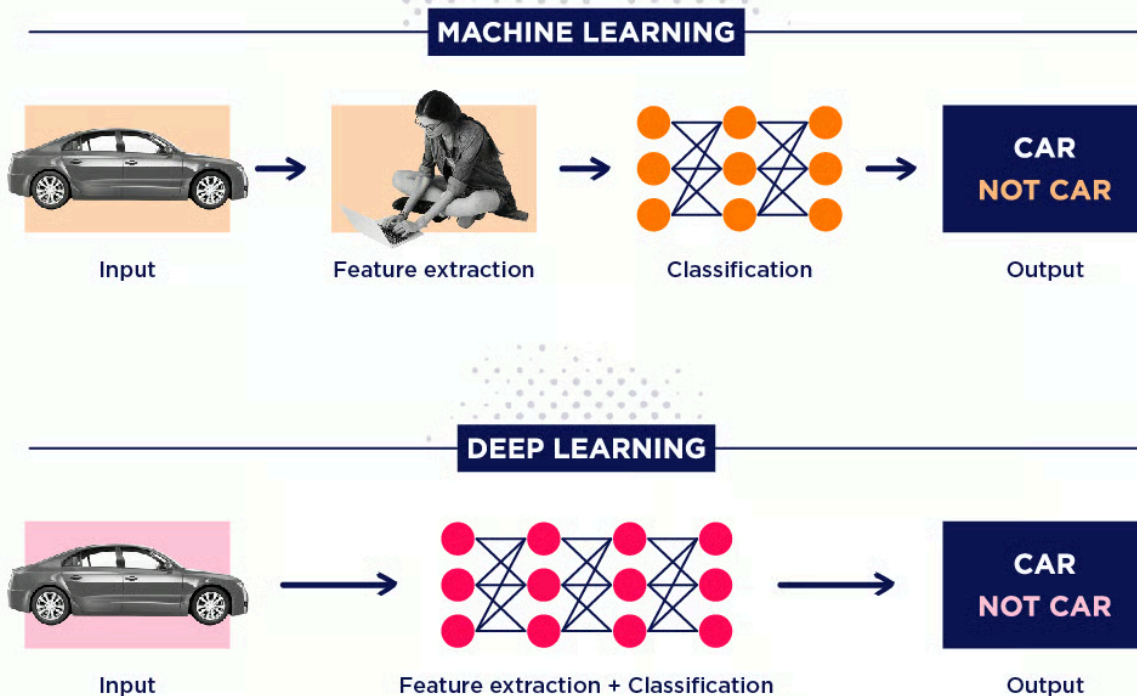 MACHINE LEARNING
CAR
NOT CAR
Input
Feature extraction
Classification
Output
DEEP LEARNING
CAR
NOT CAR
Input
Feature extraction + Classification
Output